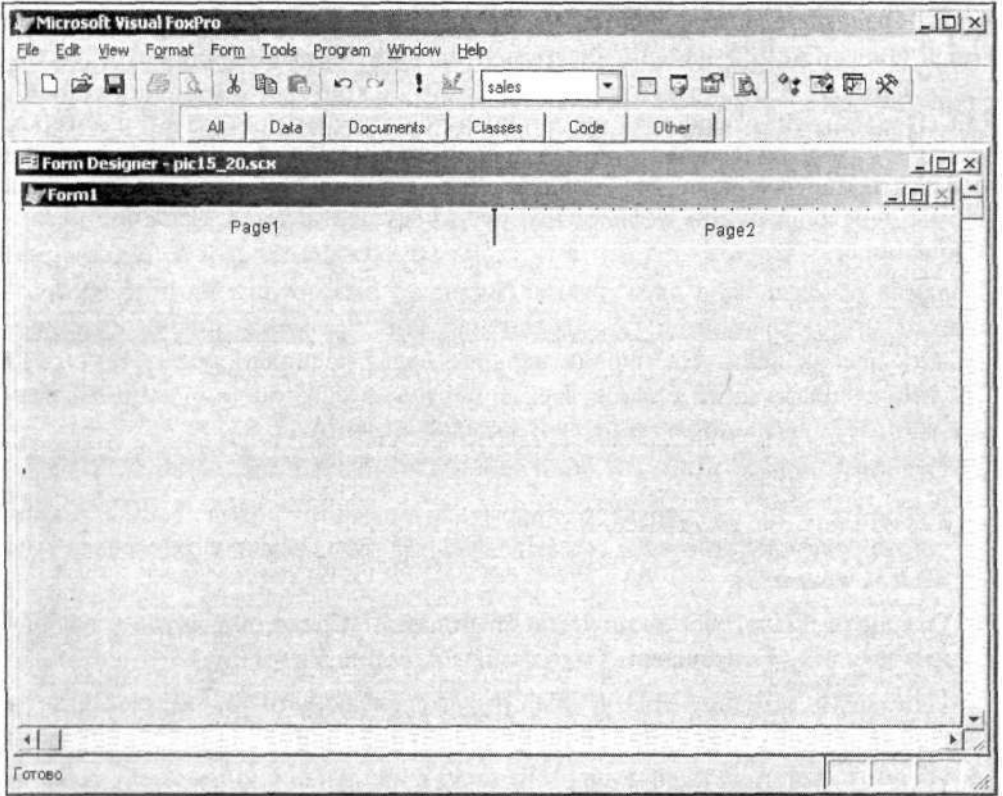 Microsoft Visual FoxPro
File Edit View Format Form Tools Program Window Help
sales
All Data Documents Classes Code Other
Form Designer - pic15_20.scx
Form1
Page1 Page2
Готово